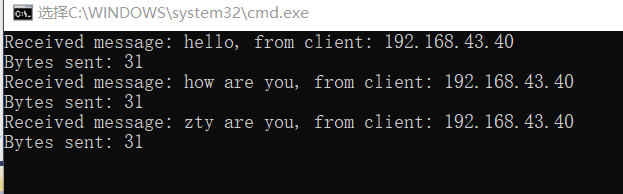 选择C:\WINDOWS\system32\cmd.exe
Received message: hello, from client: 192.168.43.40
Bytes sent: 31
Received message: how are you, from client: 192.168.43.40
Bytes sent: 31
Received message: zty are you, from client: 192.168.43.40
Bytes sent: 31